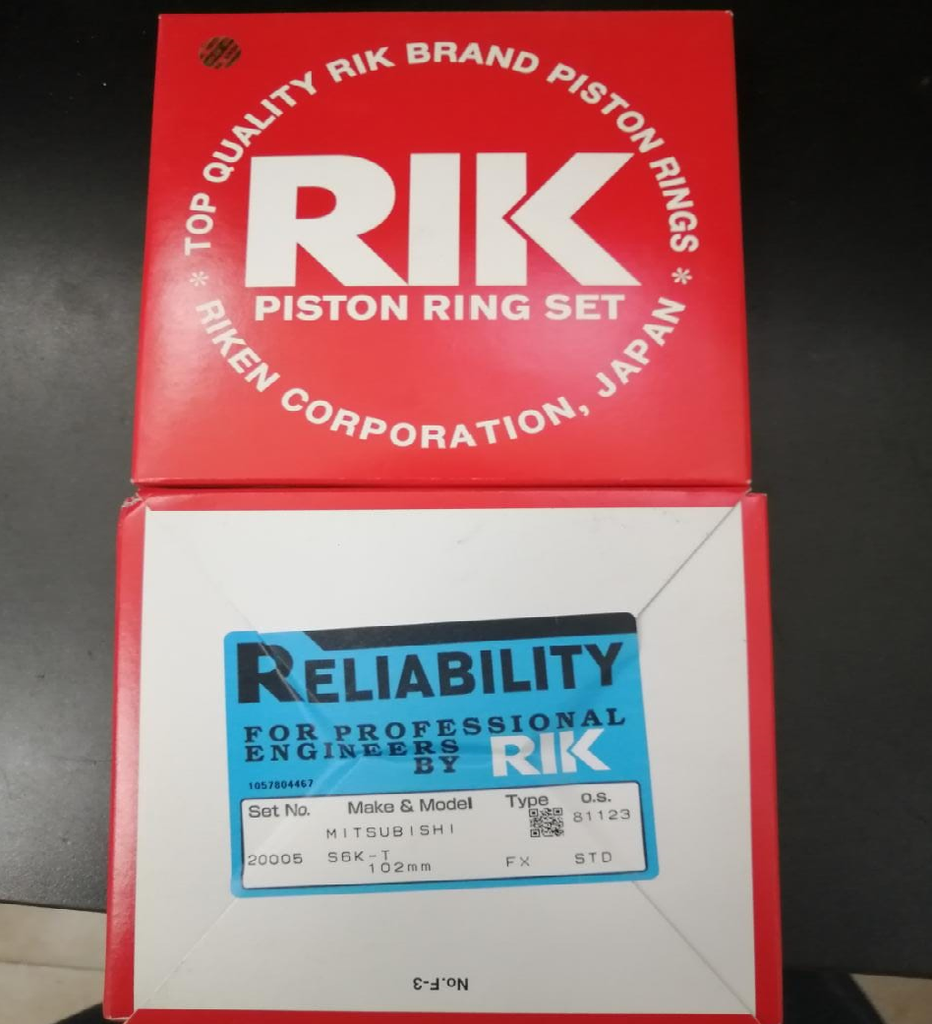 TOP QUALITY RIK BRAND PISTON RINGS
RIK
PISTON RING SET
* RIKEN CORPORATION, JAPAN *
RELIABILITY
FOR PROFESSIONAL
ENGINEERS
BY RIK
1057804467
Set No. Make & Model Type O.S.
MITSUBISHI 81123
20005 S6K-T FX STD
102mm
No.F-3